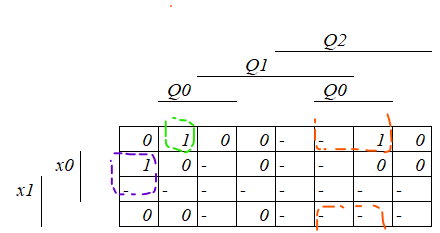 Q2
Q1
Q0 Q0
0 1 0 0 - - 1 0
x0 1 0 - 0 - - 0 0
x1 - - - - - - - -
0 0 - 0 - - - -